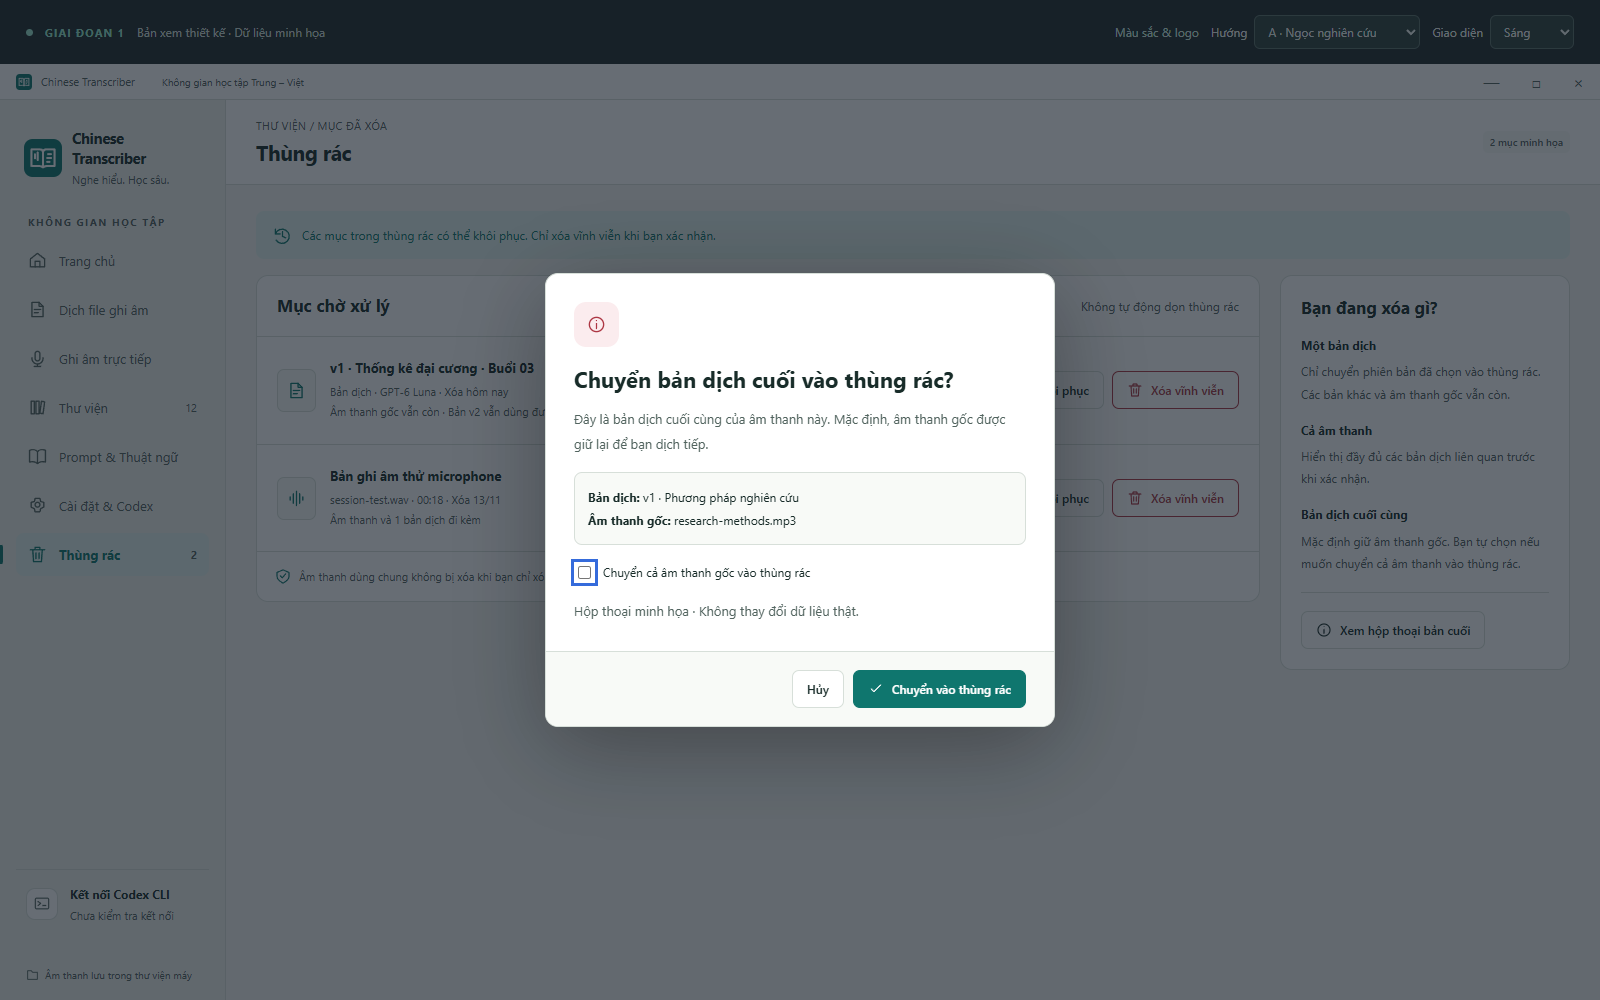 GIAI ĐOẠN 1 Bản xem thiết kế · Dữ liệu minh họa
Màu sắc & logo Hướng A · Ngọc nghiên cứu Giao diện Sáng
Chinese Transcriber Không gian học tập Trung – Việt
Chinese
Transcriber
Nghe hiểu. Học sâu.
KHÔNG GIAN HỌC TẬP
Trang chủ
Dịch file ghi âm
Ghi âm trực tiếp
Thư viện 12
Prompt & Thuật ngữ
Cài đặt & Codex
Thùng rác 2
Kết nối Codex CLI
Chưa kiểm tra kết nối
Âm thanh lưu trong thư viện máy
THƯ VIỆN / MỤC ĐÃ XÓA
Thùng rác
2 mục minh họa
Các mục trong thùng rác có thể khôi phục. Chỉ xóa vĩnh viễn khi bạn xác nhận.
Mục chờ xử lý
Không tự động dọn thùng rác
v1 · Thống kê đại cương · Buổi 03
Bản dịch · GPT-6 Luna · Xóa hôm nay
Âm thanh gốc vẫn còn · Bản v2 vẫn dùng
phục
Xóa vĩnh viễn
Bản ghi âm thử microphone
session-test.wav · 00:18 · Xóa 13/11
Âm thanh và 1 bản dịch đi kèm
phục
Xóa vĩnh viễn
Âm thanh dùng chung không bị xóa khi bạn chỉ
Chuyển bản dịch cuối vào thùng rác?
Đây là bản dịch cuối cùng của âm thanh này. Mặc định, âm thanh gốc được
giữ lại để bạn dịch tiếp.
Bản dịch: v1 · Phương pháp nghiên cứu
Âm thanh gốc: research-methods.mp3
Chuyển cả âm thanh gốc vào thùng rác
Hộp thoại minh họa · Không thay đổi dữ liệu thật.
Hủy
Chuyển vào thùng rác
Bạn đang xóa gì?
Một bản dịch
Chỉ chuyển phiên bản đã chọn vào thùng rác.
Các bản khác và âm thanh gốc vẫn còn.
Cả âm thanh
Hiển thị đầy đủ các bản dịch liên quan trước
khi xác nhận.
Bản dịch cuối cùng
Mặc định giữ âm thanh gốc. Bạn tự chọn nếu
muốn chuyển cả âm thanh vào thùng rác.
Xem hộp thoại bản cuối